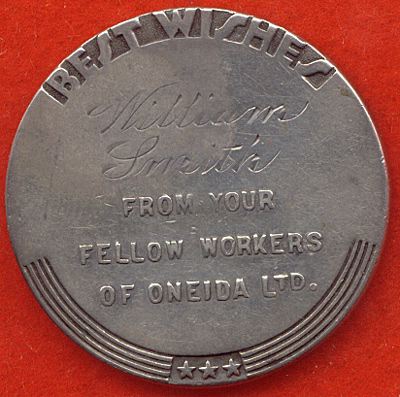 BEST WISHES
William
Smith
FROM YOUR
FELLOW WORKERS
OF ONEIDA LTD.